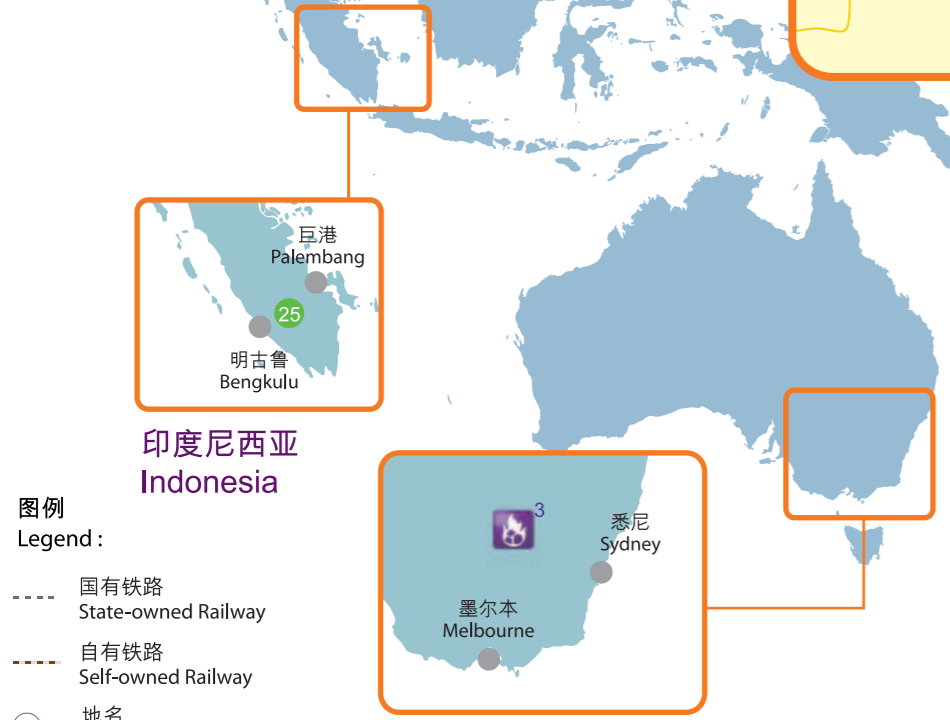 巨港
Palembang
25
明古鲁
Bengkulu
印度尼西亚
Indonesia
3
悉尼
Sydney
墨尔本
Melbourne
图例
Legend :
国有铁路
State-owned Railway
自有铁路
Self-owned Railway
地名